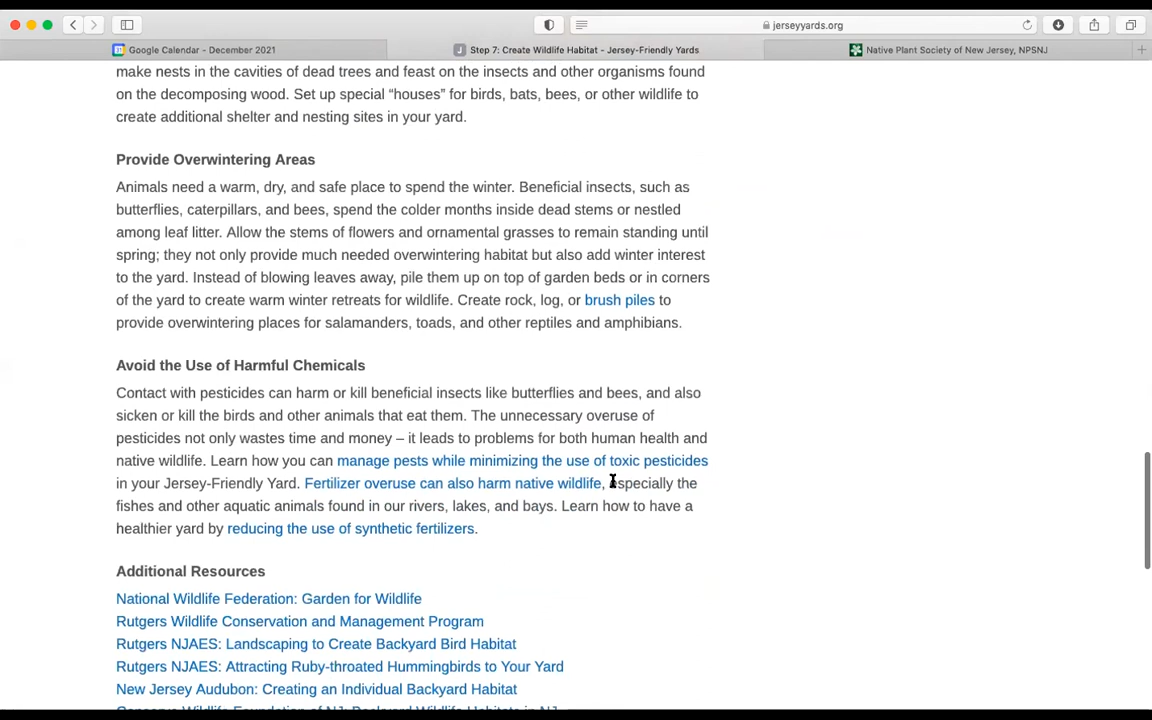 jerseyyards.org
Google Calendar - December 2021
Step 7: Create Wildlife Habitat - Jersey-Friendly Yards
Native Plant Society of New Jersey, NPSNJ
make nests in the cavities of dead trees and feast on the insects and other organisms found
on the decomposing wood. Set up special “houses” for birds, bats, bees, or other wildlife to
create additional shelter and nesting sites in your yard.
Provide Overwintering Areas
Animals need a warm, dry, and safe place to spend the winter. Beneficial insects, such as
butterflies, caterpillars, and bees, spend the colder months inside dead stems or nestled
among leaf litter. Allow the stems of flowers and ornamental grasses to remain standing until
spring; they not only provide much needed overwintering habitat but also add winter interest
to the yard. Instead of blowing leaves away, pile them up on top of garden beds or in corners
of the yard to create warm winter retreats for wildlife. Create rock, log, or brush piles to
provide overwintering places for salamanders, toads, and other reptiles and amphibians.
Avoid the Use of Harmful Chemicals
Contact with pesticides can harm or kill beneficial insects like butterflies and bees, and also
sicken or kill the birds and other animals that eat them. The unnecessary overuse of
pesticides not only wastes time and money – it leads to problems for both human health and
native wildlife. Learn how you can manage pests while minimizing the use of toxic pesticides
in your Jersey-Friendly Yard. Fertilizer overuse can also harm native wildlife, especially the
fishes and other aquatic animals found in our rivers, lakes, and bays. Learn how to have a
healthier yard by reducing the use of synthetic fertilizers.
Additional Resources
National Wildlife Federation: Garden for Wildlife
Rutgers Wildlife Conservation and Management Program
Rutgers NJAES: Landscaping to Create Backyard Bird Habitat
Rutgers NJAES: Attracting Ruby-throated Hummingbirds to Your Yard
New Jersey Audubon: Creating an Individual Backyard Habitat
Conserve Wildlife Foundation of NJ: Backyard Wildlife Habitats in NJ